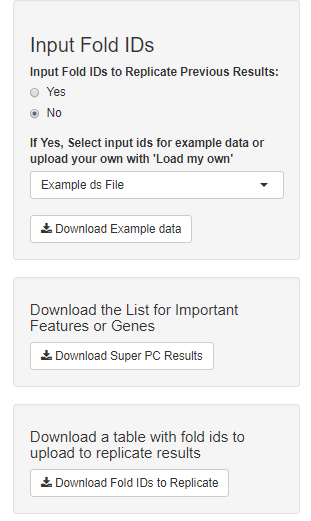 Input Fold IDs
Input Fold IDs to Replicate Previous Results:
Yes
No
If Yes, Select input ids for example data or
upload your own with 'Load my own'
Example ds File
Download Example data
Download the List for Important
Features or Genes
Download Super PC Results
Download a table with fold ids to
upload to replicate results
Download Fold IDs to Replicate